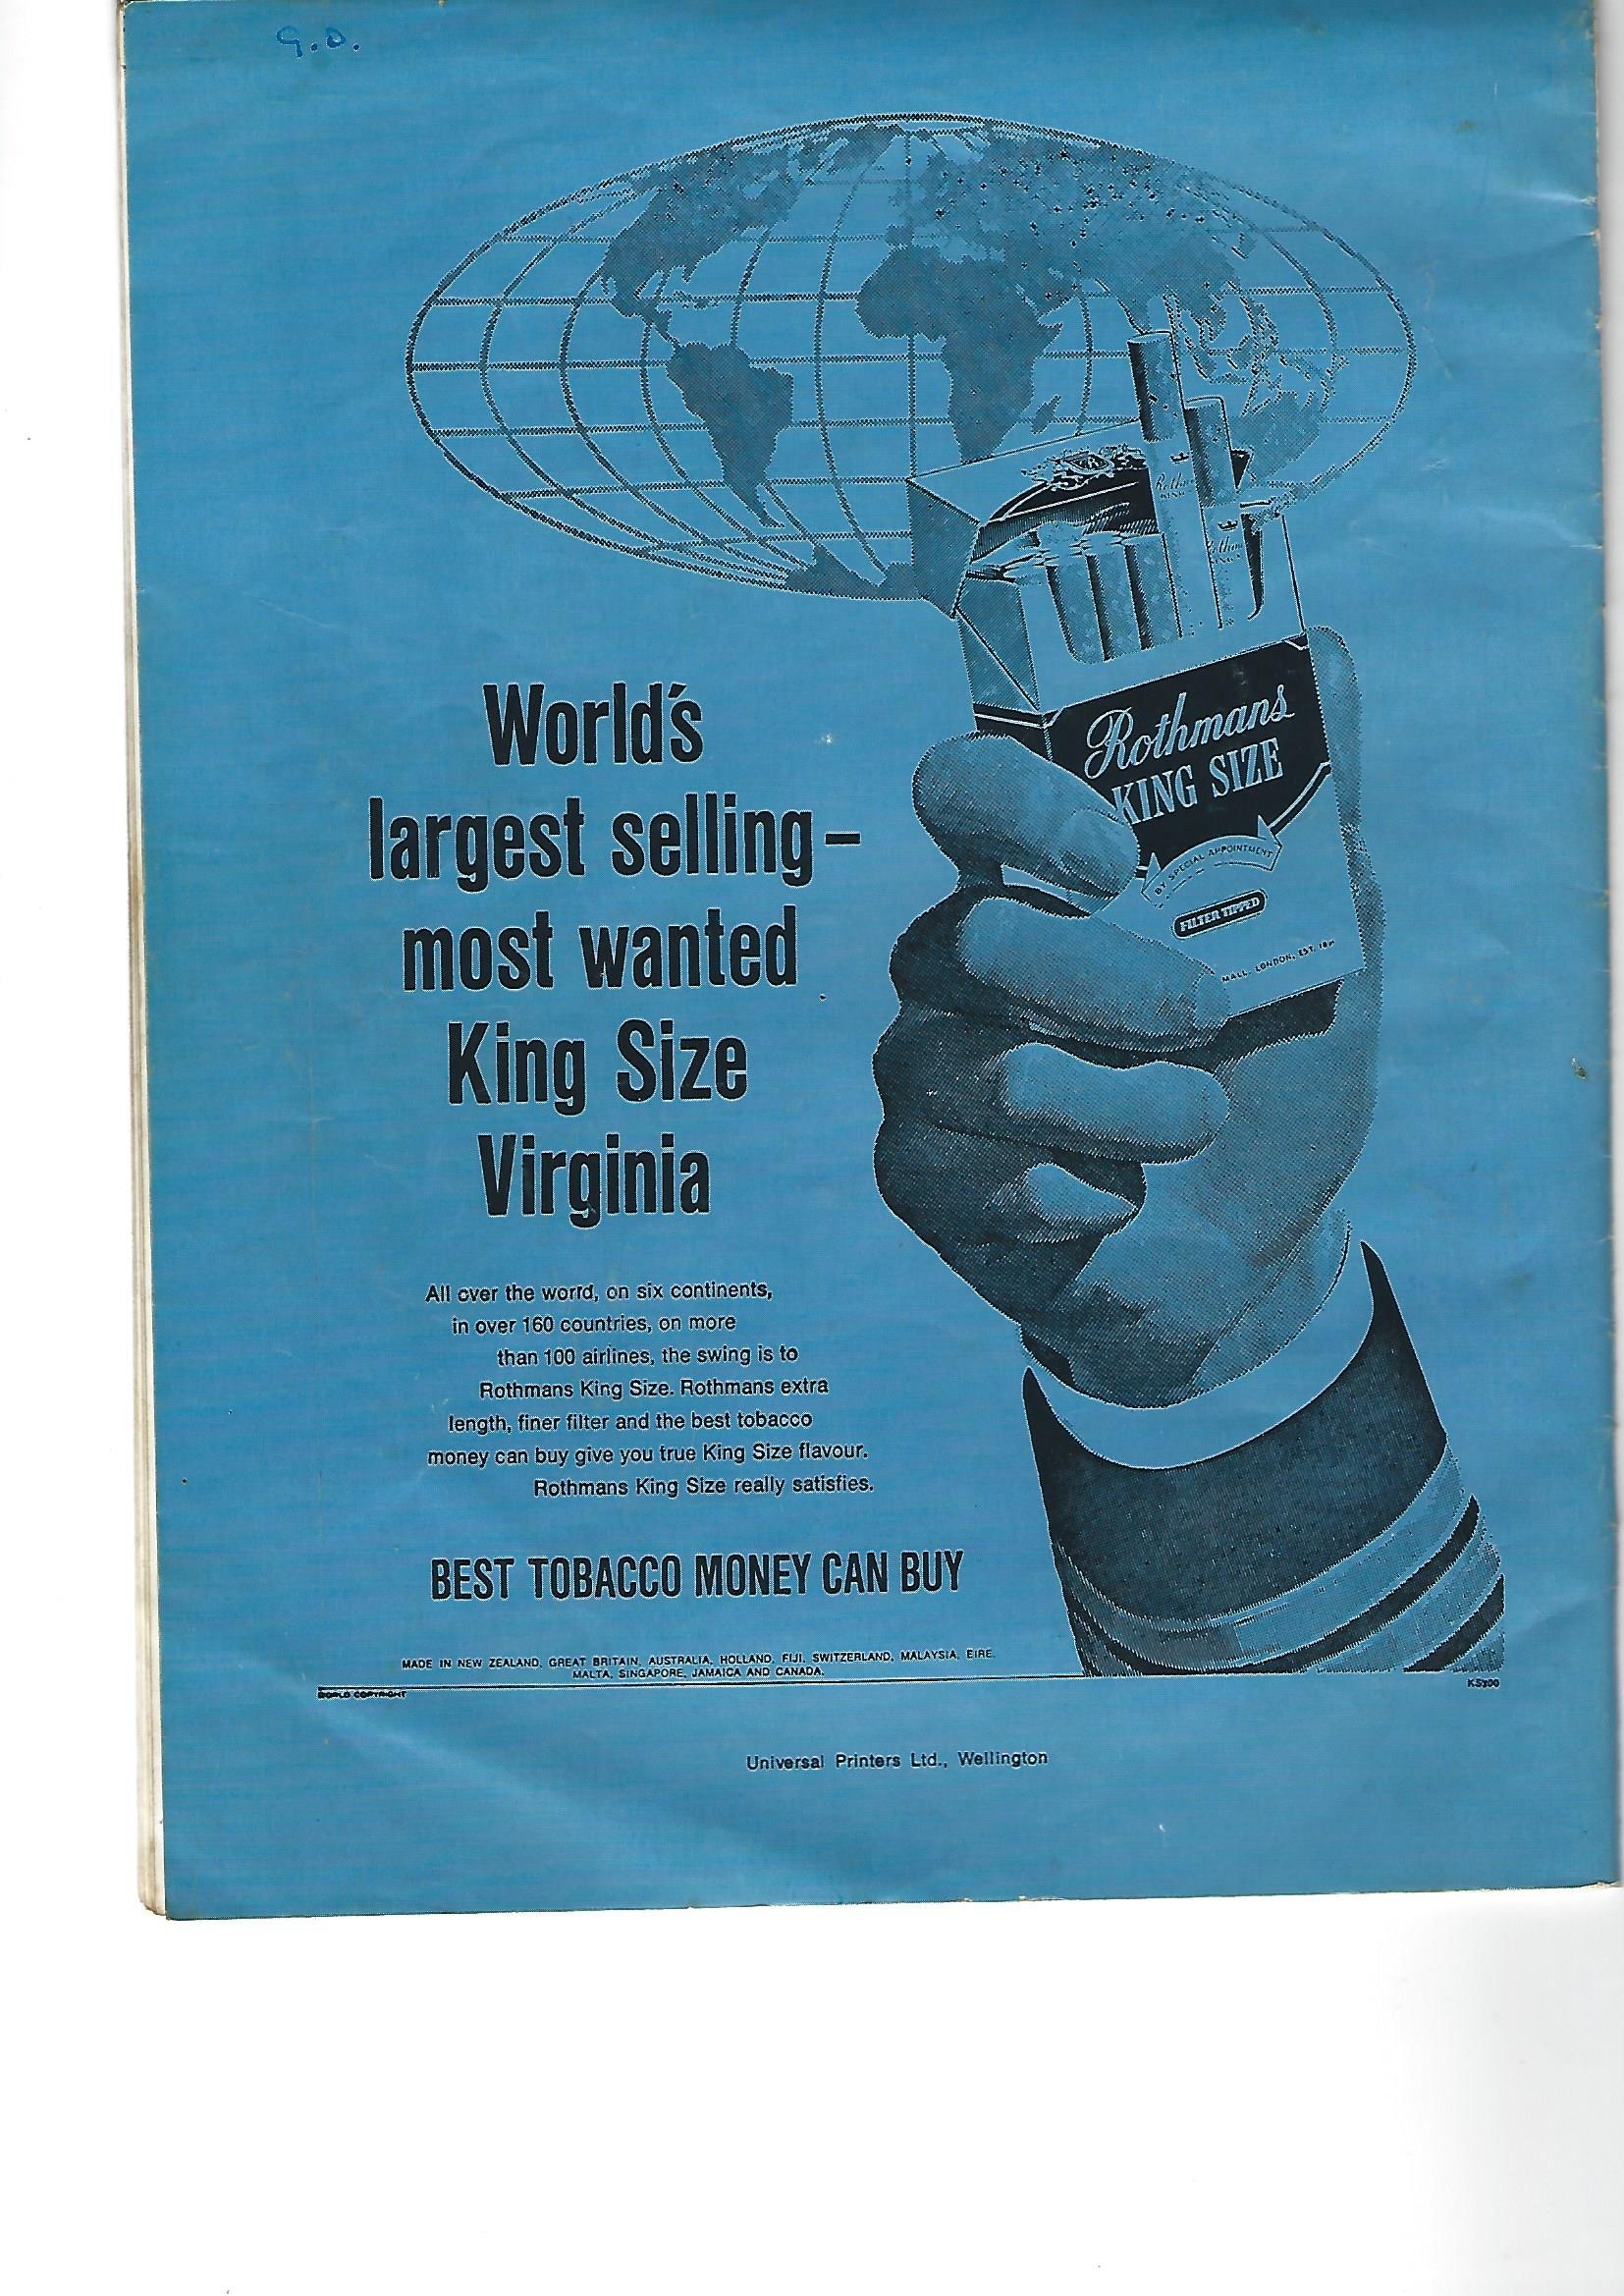 G.D.
Rothmans
KING SIZE
BY SPECIAL APPOINTMENT
FILTER TIPPED
MALL, LONDON, EST.
World's
largest selling–
most wanted
King Size
Virginia
All over the world, on six continents,
in over 160 countries, on more
than 100 airlines, the swing is to
Rothmans King Size. Rothmans extra
length, finer filter and the best tobacco
money can buy give you true King Size flavour.
Rothmans King Size really satisfies.
BEST TOBACCO MONEY CAN BUY
MADE IN NEW ZEALAND, GREAT BRITAIN, AUSTRALIA, HOLLAND, FIJI, SWITZERLAND, MALAYSIA, EIRE,
MALTA, SINGAPORE, JAMAICA AND CANADA.
WORLD COPYRIGHT
Universal Printers Ltd., Wellington